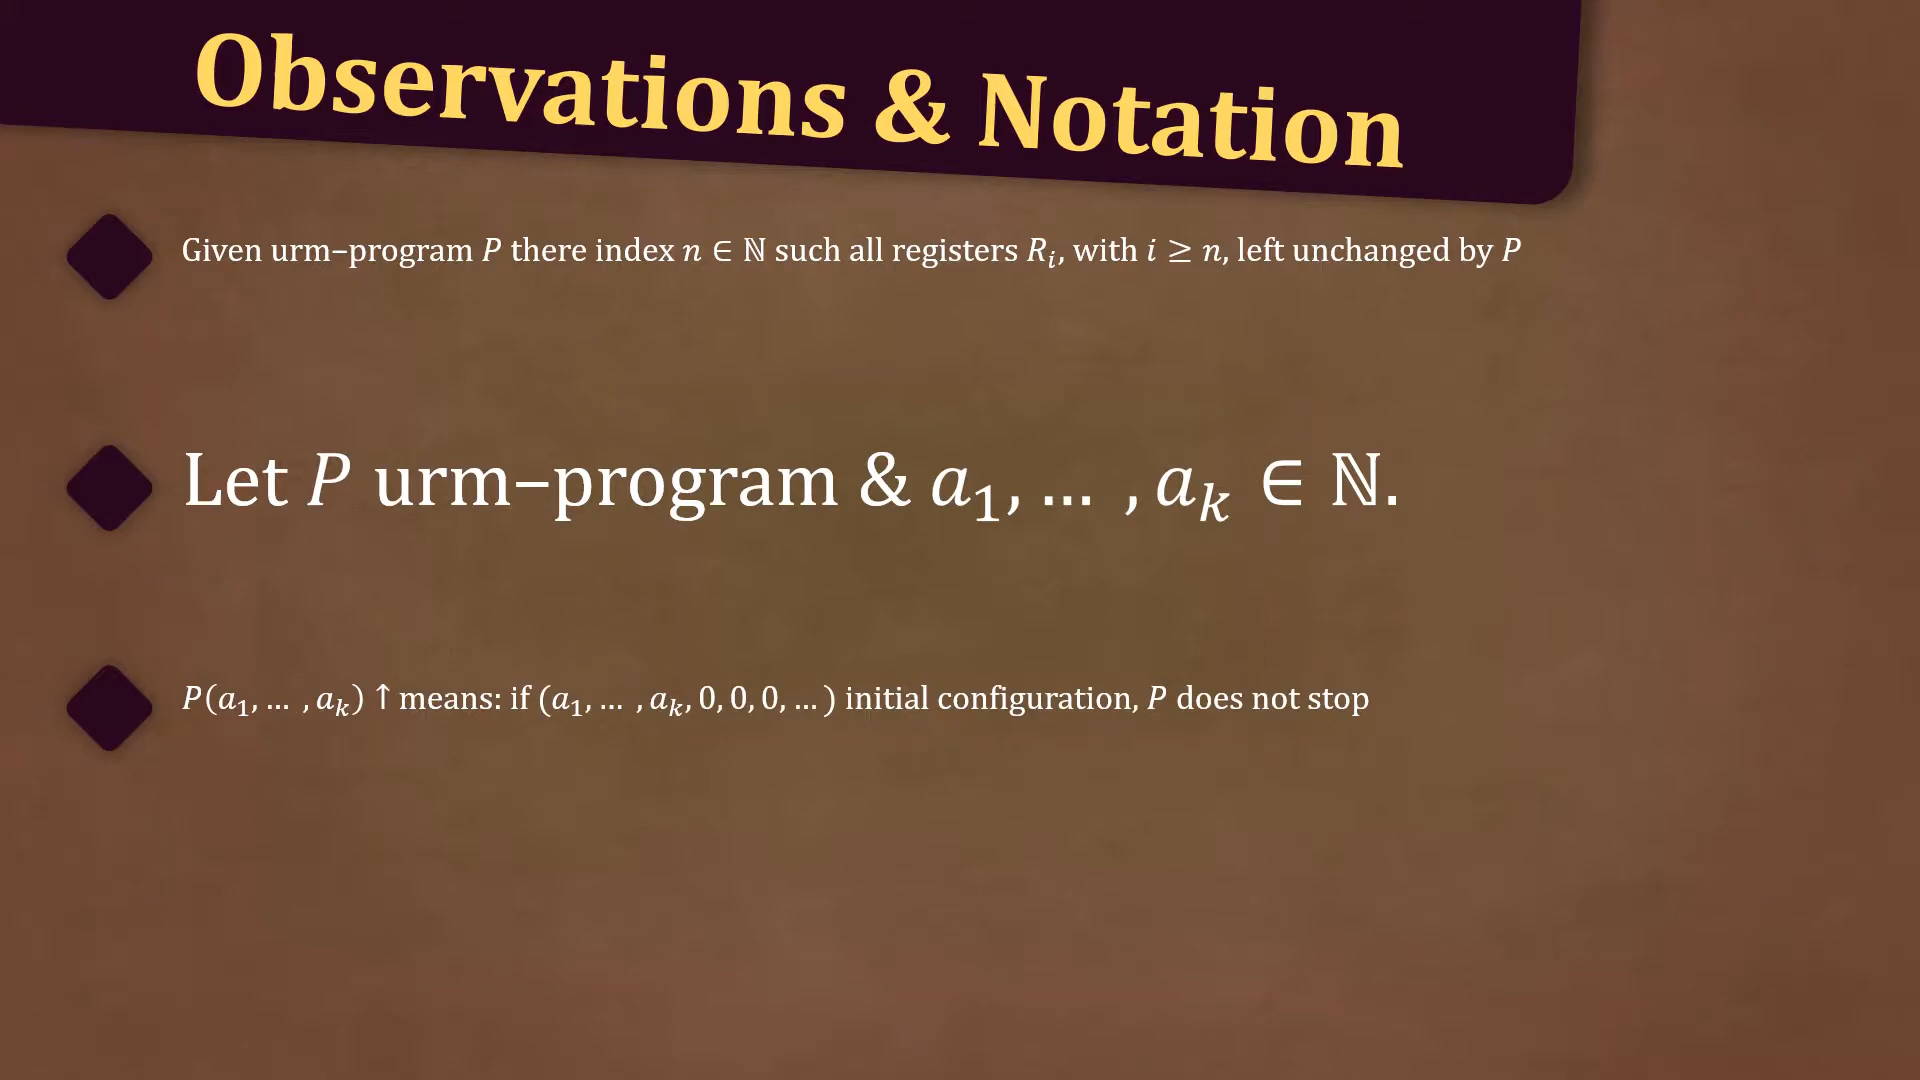 Observations & Notation
Given urm–program P there index n ∈ ℕ such all registers Rᵢ, with i ≥ n, left unchanged by P
Let P urm–program & a₁, … , aₖ ∈ ℕ.
P(a₁, … , aₖ) ↑ means: if (a₁, … , aₖ, 0, 0, 0, … ) initial configuration, P does not stop